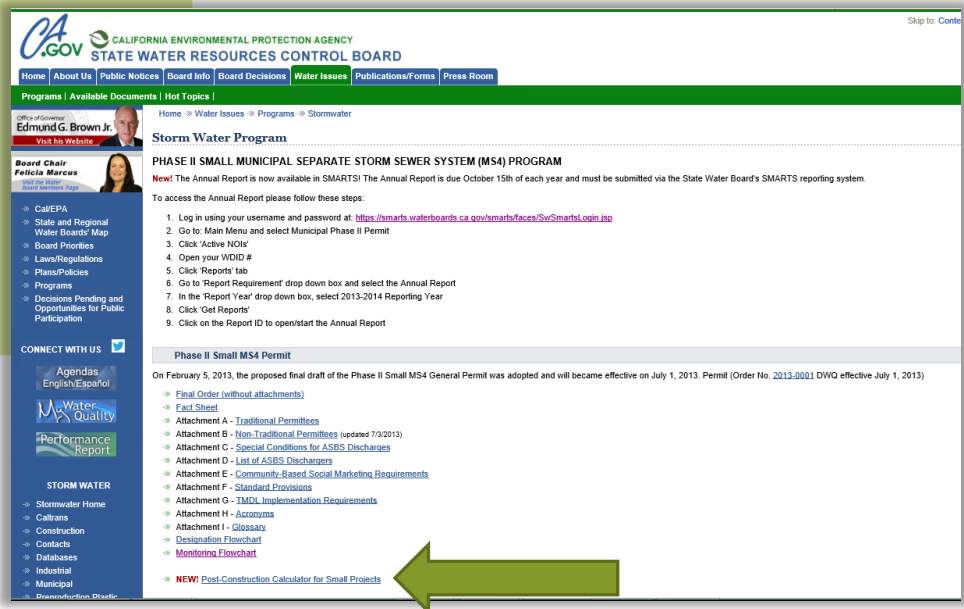 Skip to: Conte
CA.GOV
CALIFORNIA ENVIRONMENTAL PROTECTION AGENCY
STATE WATER RESOURCES CONTROL BOARD
Home About Us Public Notices Board Info Board Decisions Water Issues Publications/Forms Press Room
Programs | Available Documents | Hot Topics |
Office of Governor
Edmund G. Brown Jr.
Visit his Website
Board Chair
Felicia Marcus
Visit the Water
Board Members Page
CalEPA
State and Regional
Water Boards' Map
Board Priorities
Laws/Regulations
Plans/Policies
Programs
Decisions Pending and
Opportunities for Public
Participation
CONNECT WITH US
Agendas
English/Español
My Water
Quality
Performance
Report
STORM WATER
Stormwater Home
Caltrans
Construction
Contacts
Databases
Industrial
Municipal
Preproduction Plastic
Home -» Water Issues -» Programs -» Stormwater
Storm Water Program
PHASE II SMALL MUNICIPAL SEPARATE STORM SEWER SYSTEM (MS4) PROGRAM
New! The Annual Report is now available in SMARTS! The Annual Report is due October 15th of each year and must be submitted via the State Water Board's SMARTS reporting system.
To access the Annual Report please follow these steps:
1. Log in using your username and password at: https://smarts.waterboards.ca.gov/smarts/faces/SwSmartsLogin.jsp
2. Go to: Main Menu and select Municipal Phase II Permit
3. Click 'Active NOIs'
4. Open your WDID #
5. Click 'Reports' tab
6. Go to 'Report Requirement' drop down box and select the Annual Report
7. In the 'Report Year' drop down box, select 2013-2014 Reporting Year
8. Click 'Get Reports'
9. Click on the Report ID to open/start the Annual Report
Phase II Small MS4 Permit
On February 5, 2013, the proposed final draft of the Phase II Small MS4 General Permit was adopted and will became effective on July 1, 2013. Permit (Order No. 2013-0001 DWQ effective July 1, 2013)
Final Order (without attachments)
Fact Sheet
Attachment A - Traditional Permittees
Attachment B - Non-Traditional Permittees (updated 7/3/2013)
Attachment C - Special Conditions for ASBS Discharges
Attachment D - List of ASBS Dischargers
Attachment E - Community-Based Social Marketing Requirements
Attachment F - Standard Provisions
Attachment G - TMDL Implementation Requirements
Attachment H - Acronyms
Attachment I - Glossary
Designation Flowchart
Monitoring Flowchart
NEW! Post-Construction Calculator for Small Projects